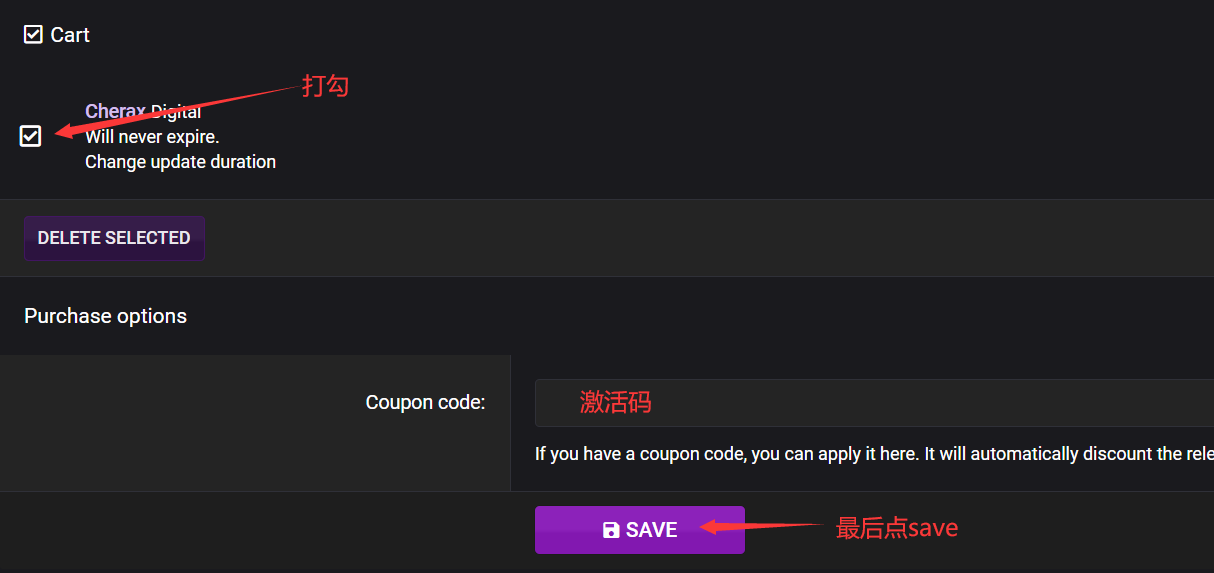 Cart
打勾
Cherax Digital
Will never expire.
Change update duration
DELETE SELECTED
Purchase options
Coupon code:
激活码
If you have a coupon code, you can apply it here. It will automatically discount the rele
SAVE
最后点save